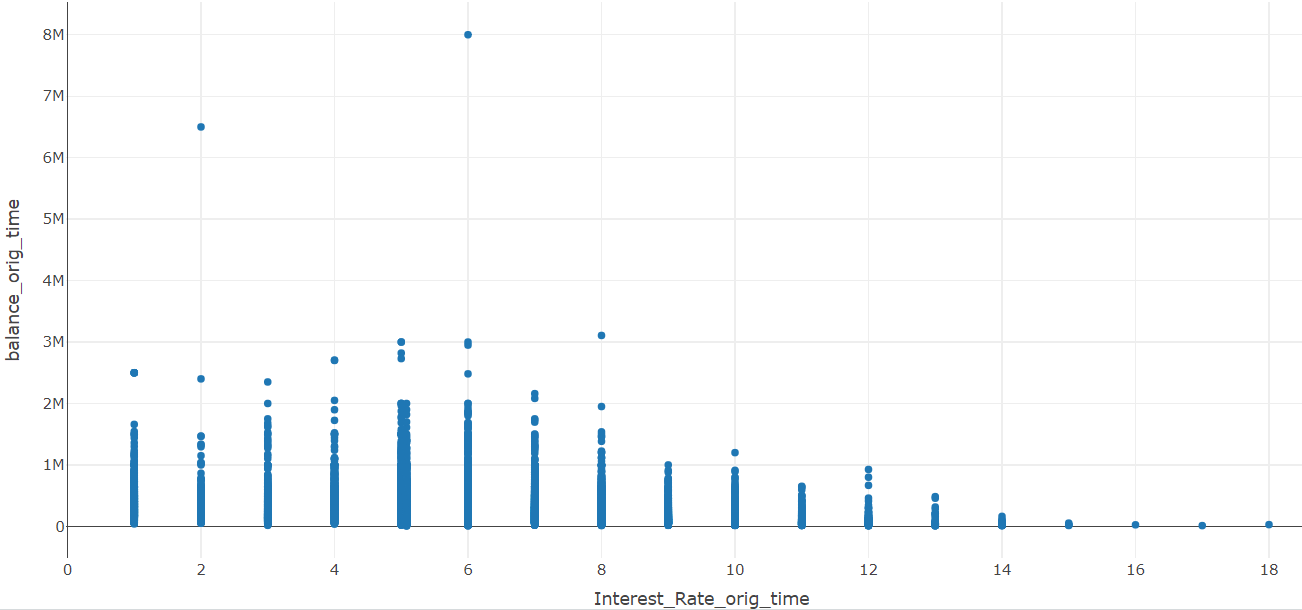 8M
7M
6M
5M
4M
3M
2M
1M
0
balance_orig_time
0 2 4 6 8 10 12 14 16 18
Interest_Rate_orig_time